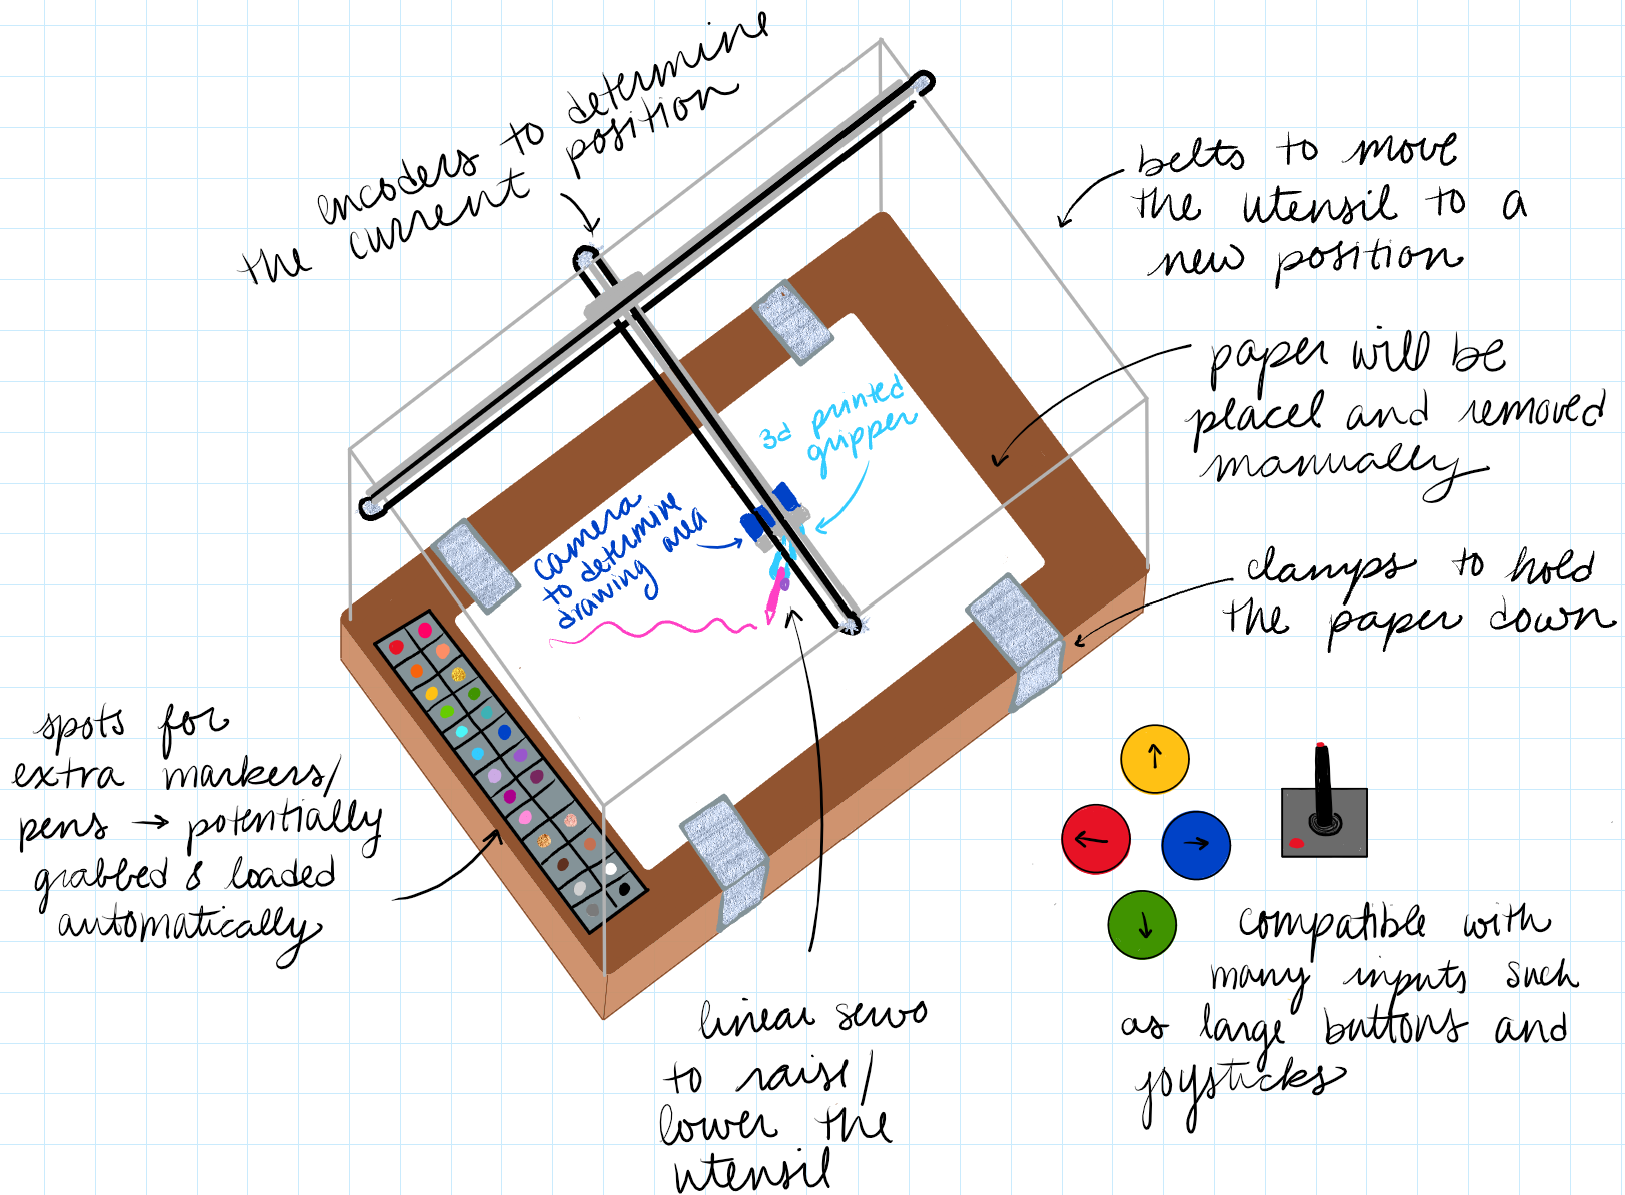 encoders to determine
the current position
belts to move
the utensil to a
new position
paper will be
placel and removed
manually
3d printed
gripper
camera
to determine
drawing area
clamps to hold
the paper down
spots for
extra markers/
pens → potentially
grabbed & loaded
automatically
linear servo
to raise/
lower the
utensil
compatible with
many inputs such
as large buttons and
joysticks